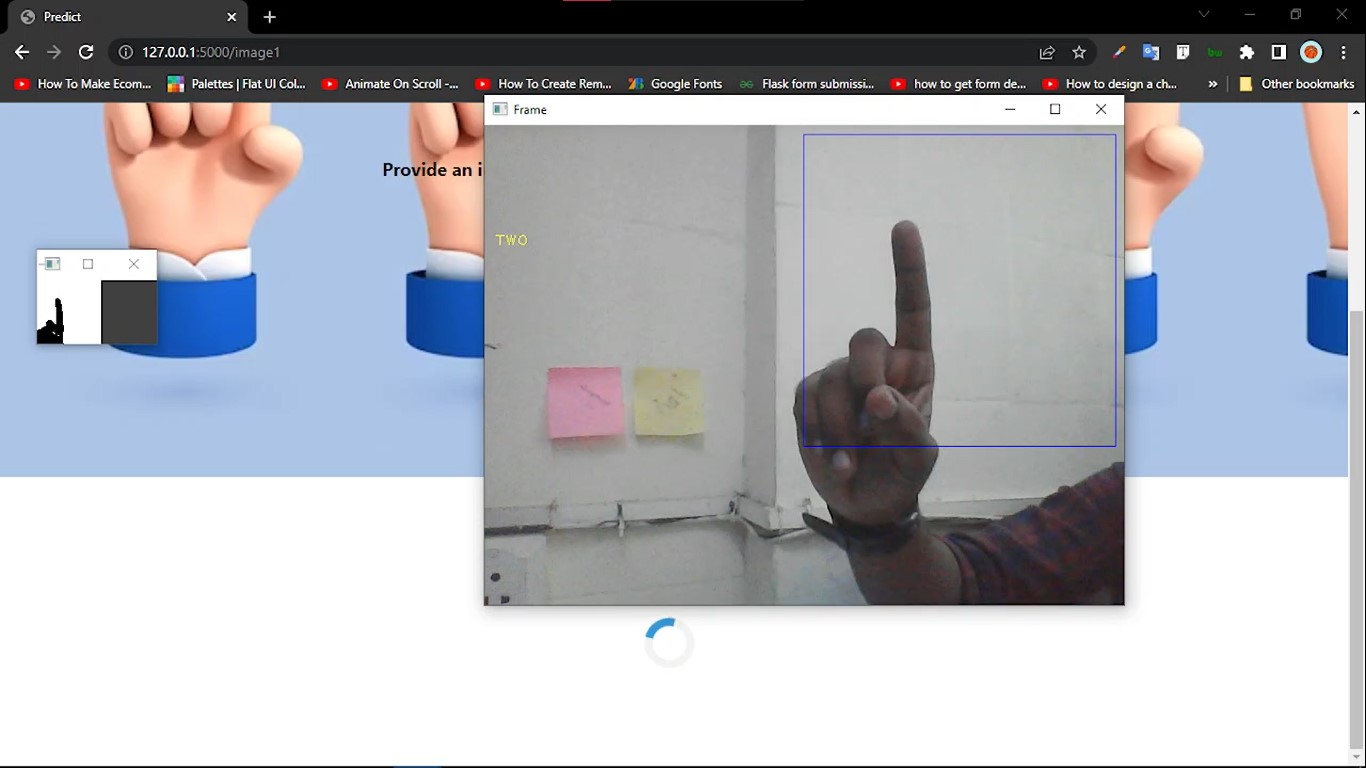 Predict
127.0.0.1:5000/image1
How To Make Ecom...
Palettes | Flat UI Col...
Animate On Scroll -...
How To Create Rem...
Google Fonts
Flask form submissi...
how to get form de...
How to design a ch...
»
Other bookmarks
Frame
Provide an i
TWO